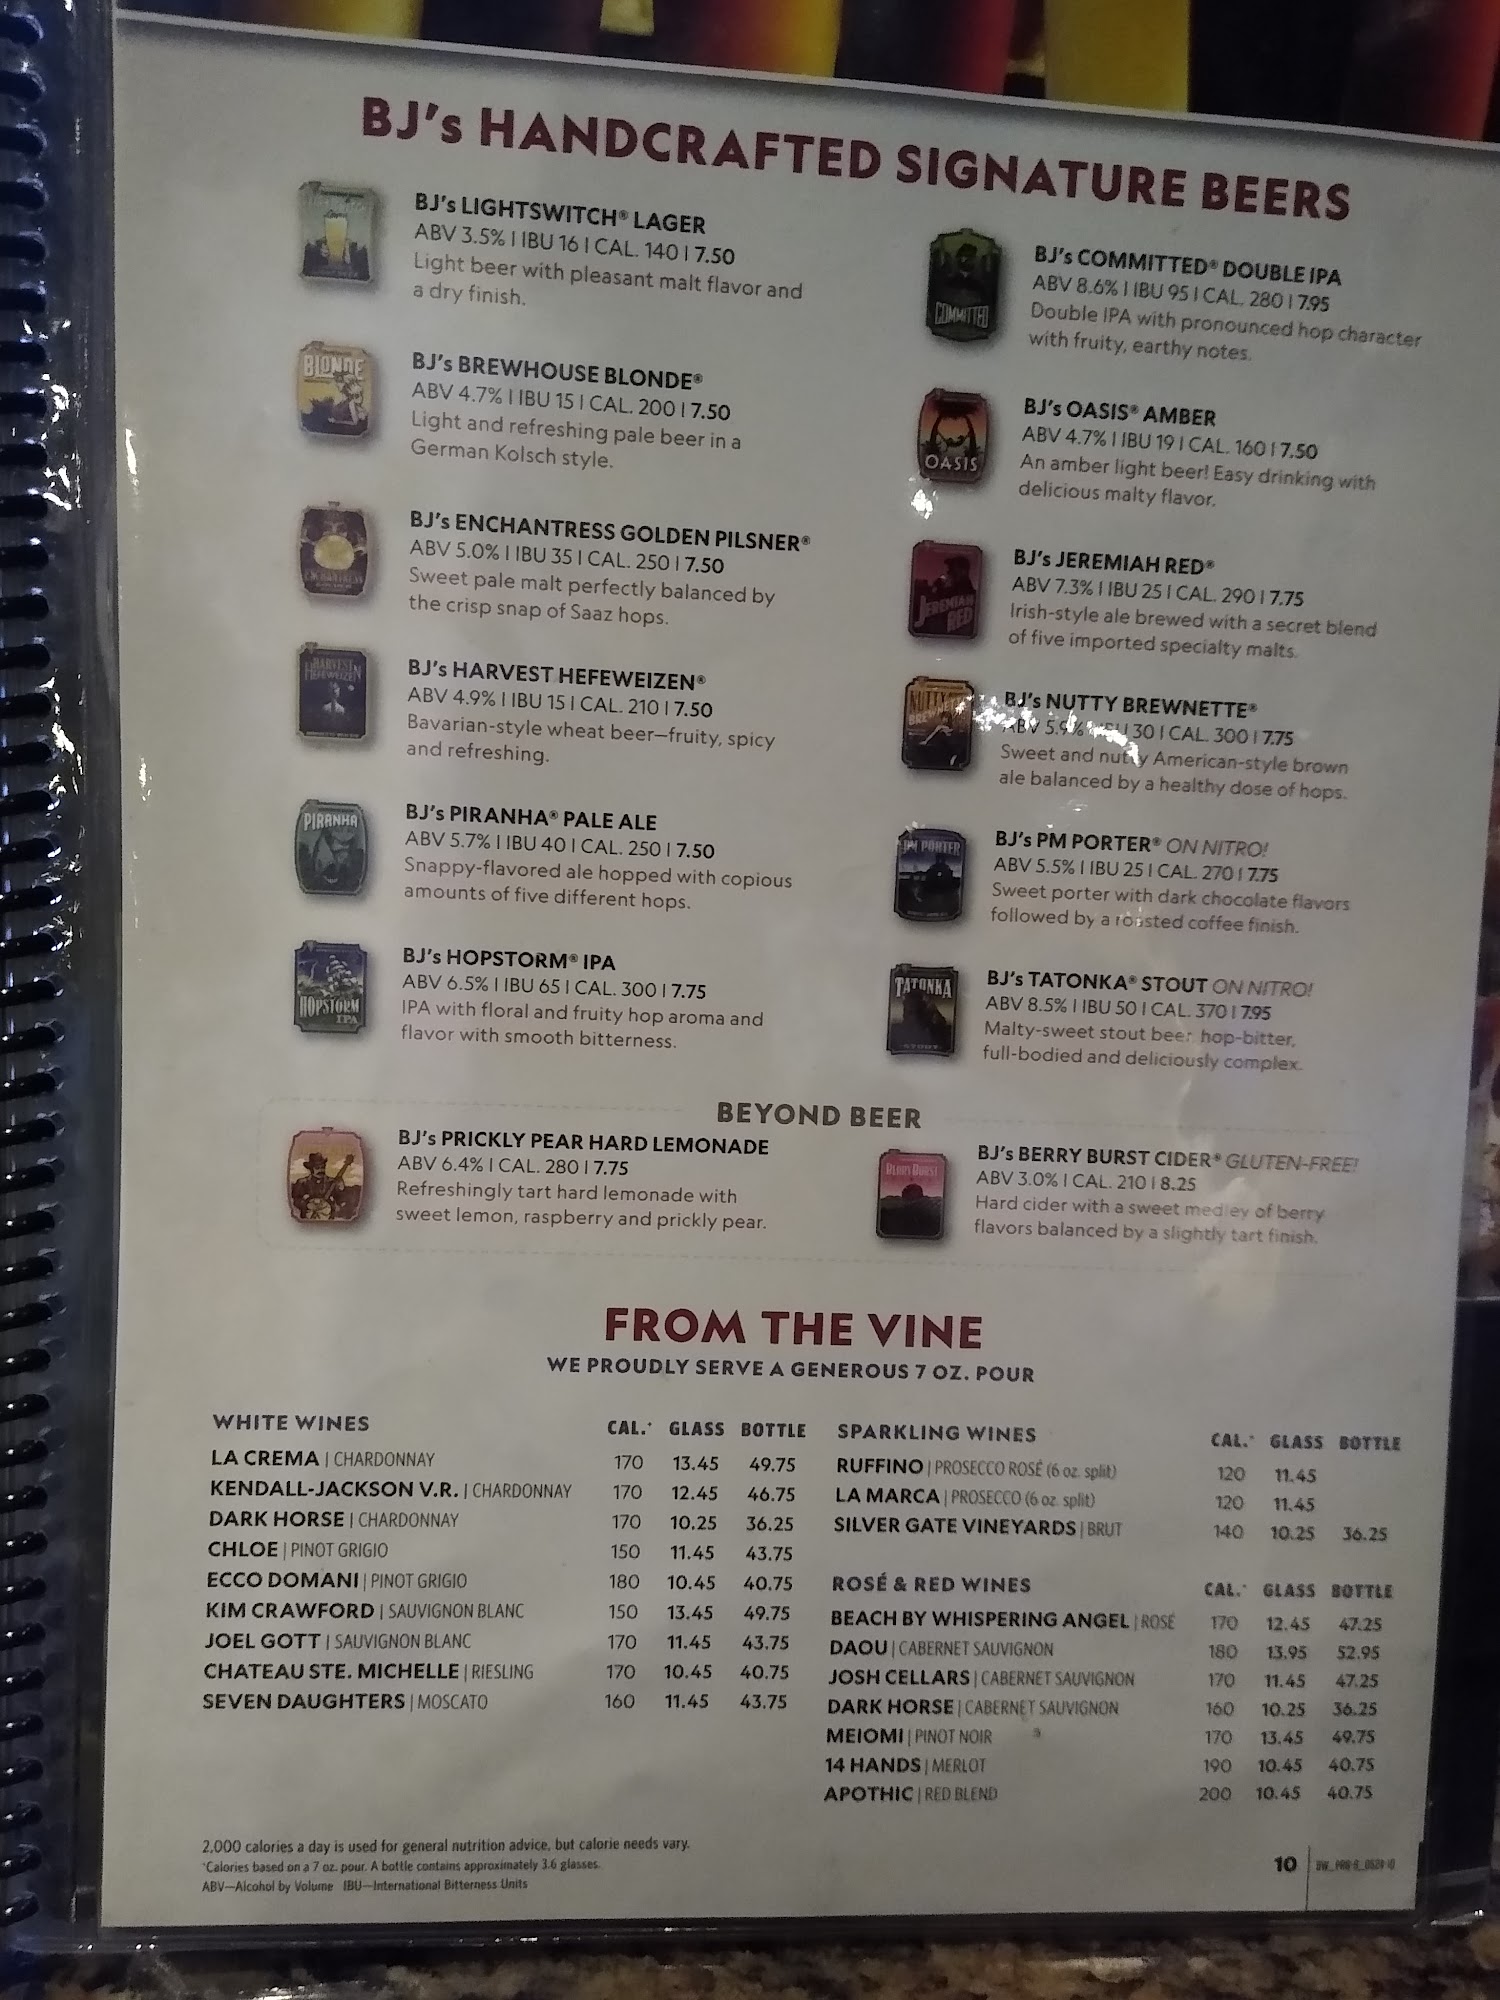 BJ's HANDCRAFTED SIGNATURE BEERS
BJ's LIGHTSWITCH® LAGER
ABV 3.5% | IBU 16 | CAL. 140 | 7.50
Light beer with pleasant malt flavor and
a dry finish.
BLONDE
BJ's BREWHOUSE BLONDE®
ABV 4.7% | IBU 15 | CAL. 200 | 7.50
Light and refreshing pale beer in a
German Kolsch style.
ENCHANTRESS
BJ's ENCHANTRESS GOLDEN PILSNER®
ABV 5.0% | IBU 35 | CAL. 250 | 7.50
Sweet pale malt perfectly balanced by
the crisp snap of Saaz hops.
HARVEST
HEFEWEIZEN
BJ's HARVEST HEFEWEIZEN®
ABV 4.9% | IBU 15 | CAL. 210 | 7.50
Bavarian-style wheat beer—fruity, spicy
and refreshing.
PIRANHA
BJ's PIRANHA® PALE ALE
ABV 5.7% | IBU 40 | CAL. 250 | 7.50
Snappy-flavored ale hopped with copious
amounts of five different hops.
HOPSTORM
IPA
BJ's HOPSTORM® IPA
ABV 6.5% | IBU 65 | CAL. 300 | 7.75
IPA with floral and fruity hop aroma and
flavor with smooth bitterness.
COMMITTED
BJ's COMMITTED® DOUBLE IPA
ABV 8.6% | IBU 95 | CAL. 280 | 7.95
Double IPA with pronounced hop character
with fruity, earthy notes.
OASIS
BJ's OASIS® AMBER
ABV 4.7% | IBU 19 | CAL. 160 | 7.50
An amber light beer! Easy drinking with
delicious malty flavor.
JEREMIAH
RED
BJ's JEREMIAH RED®
ABV 7.3% | IBU 25 | CAL. 290 | 7.75
Irish-style ale brewed with a secret blend
of five imported specialty malts.
NUTTY
BREWNETTE
BJ's NUTTY BREWNETTE®
ABV 5.9% | IBU 30 | CAL. 300 | 7.75
Sweet and nutty American-style brown
ale balanced by a healthy dose of hops.
PM PORTER
BJ's PM PORTER® ON NITRO!
ABV 5.5% | IBU 25 | CAL. 270 | 7.75
Sweet porter with dark chocolate flavors
followed by a roasted coffee finish.
TATONKA
STOUT
BJ's TATONKA® STOUT ON NITRO!
ABV 8.5% | IBU 50 | CAL. 370 | 7.95
Malty-sweet stout beer, hop-bitter,
full-bodied and deliciously complex.
BEYOND BEER
BJ's PRICKLY PEAR HARD LEMONADE
ABV 6.4% | CAL. 280 | 7.75
Refreshingly tart hard lemonade with
sweet lemon, raspberry and prickly pear.
BERRY BURST
BJ's BERRY BURST CIDER® GLUTEN-FREE!
ABV 3.0% | CAL. 210 | 8.25
Hard cider with a sweet medley of berry
flavors balanced by a slightly tart finish.
FROM THE VINE
WE PROUDLY SERVE A GENEROUS 7 OZ. POUR
WHITE WINES CAL.* GLASS BOTTLE
LA CREMA | CHARDONNAY 170 13.45 49.75
KENDALL-JACKSON V.R. | CHARDONNAY 170 12.45 46.75
DARK HORSE | CHARDONNAY 170 10.25 36.25
CHLOE | PINOT GRIGIO 150 11.45 43.75
ECCO DOMANI | PINOT GRIGIO 180 10.45 40.75
KIM CRAWFORD | SAUVIGNON BLANC 150 13.45 49.75
JOEL GOTT | SAUVIGNON BLANC 170 11.45 43.75
CHATEAU STE. MICHELLE | RIESLING 170 10.45 40.75
SEVEN DAUGHTERS | MOSCATO 160 11.45 43.75
SPARKLING WINES CAL.* GLASS BOTTLE
RUFFINO | PROSECCO ROSÉ (6 oz. split) 120 11.45
LA MARCA | PROSECCO (6 oz. split) 120 11.45
SILVER GATE VINEYARDS | BRUT 140 10.25 36.25
ROSÉ & RED WINES CAL.* GLASS BOTTLE
BEACH BY WHISPERING ANGEL | ROSÉ 170 12.45 47.25
DAOU | CABERNET SAUVIGNON 180 13.95 52.95
JOSH CELLARS | CABERNET SAUVIGNON 170 11.45 47.25
DARK HORSE | CABERNET SAUVIGNON 160 10.25 36.25
MEIOMI | PINOT NOIR 170 13.45 49.75
14 HANDS | MERLOT 190 10.45 40.75
APOTHIC | RED BLEND 200 10.45 40.75
2,000 calories a day is used for general nutrition advice, but calorie needs vary.
*Calories based on a 7 oz. pour. A bottle contains approximately 3.6 glasses.
ABV—Alcohol by Volume IBU—International Bitterness Units
10